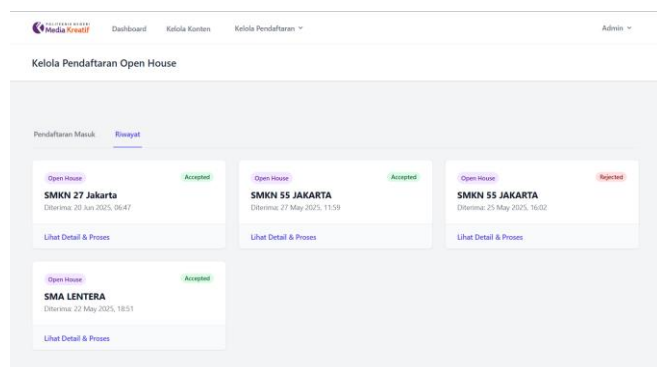 POLITEKNIK NEGERI
Media Kreatif
Dashboard Kelola Konten Kelola Pendaftaran Admin
Kelola Pendaftaran Open House
Pendaftaran Masuk Riwayat
Open House Accepted
SMKN 27 Jakarta
Diterima: 20 Jun 2025, 06:47
Lihat Detail & Proses
Open House Accepted
SMKN 55 JAKARTA
Diterima: 27 May 2025, 11:59
Lihat Detail & Proses
Open House Rejected
SMKN 55 JAKARTA
Diterima: 25 May 2025, 16:02
Lihat Detail & Proses
Open House Accepted
SMA LENTERA
Diterima: 22 May 2025, 18:51
Lihat Detail & Proses